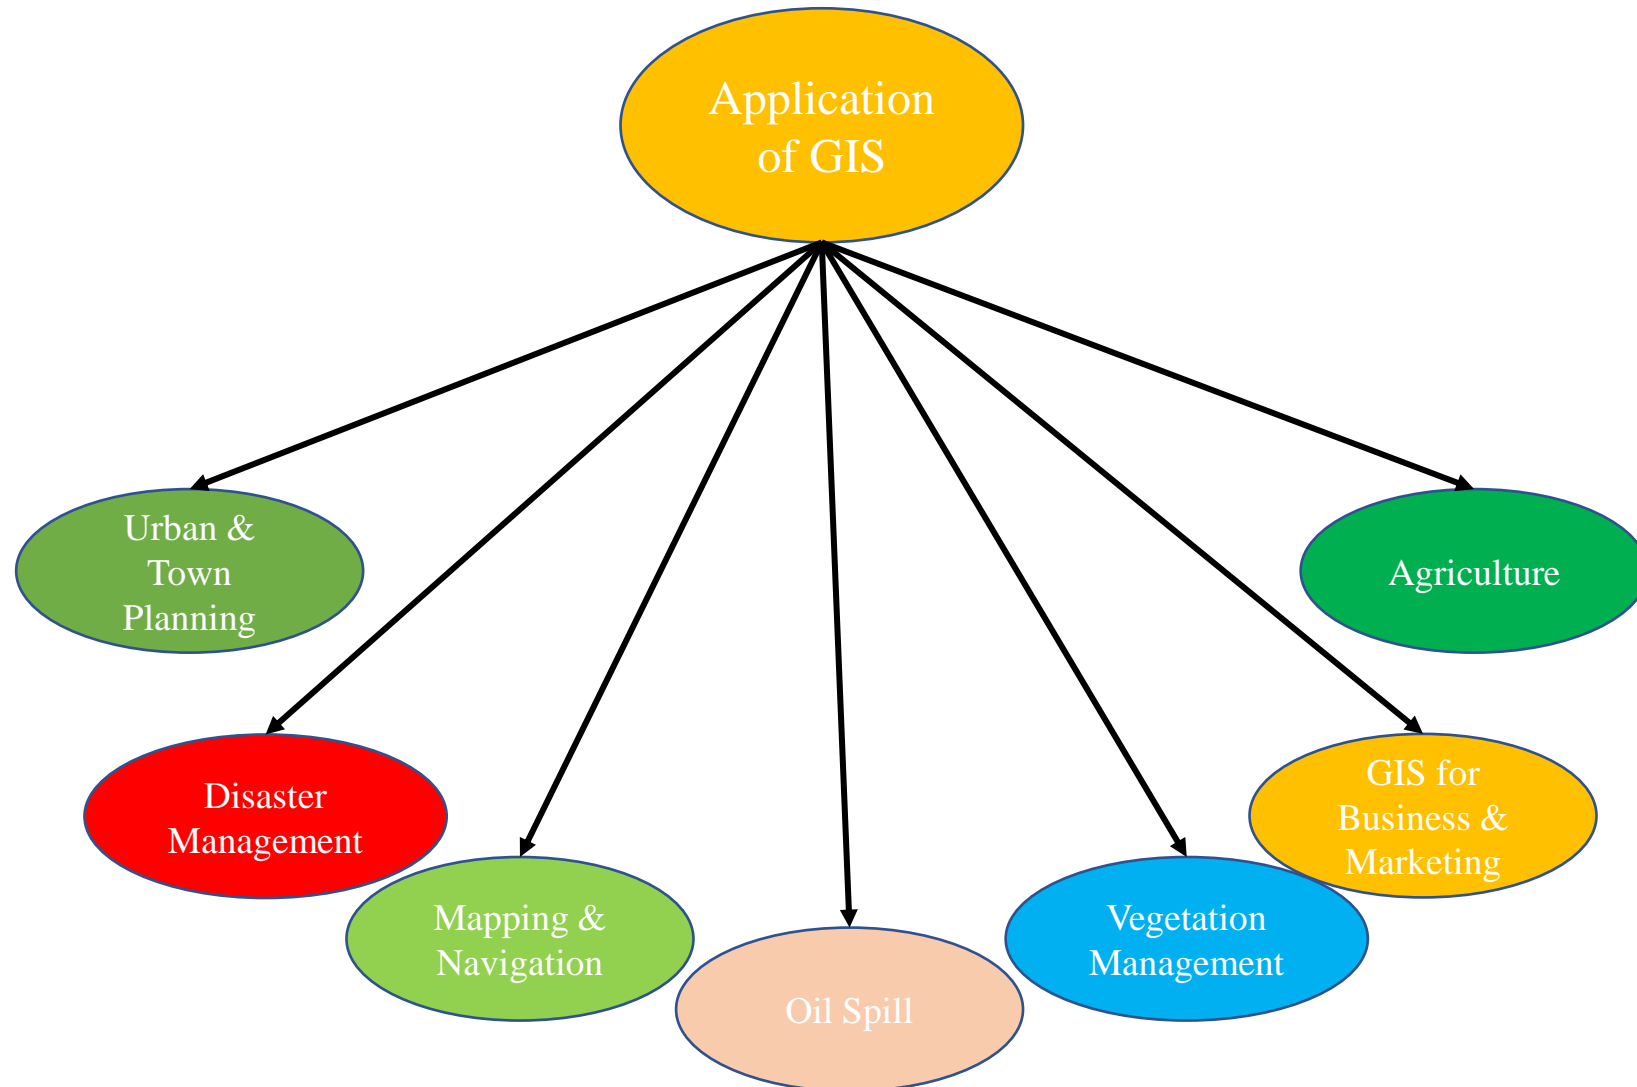 Application
of GIS
Urban &
Town
Planning
Agriculture
Disaster
Management
GIS for
Business &
Marketing
Mapping &
Navigation
Vegetation
Management
Oil Spill